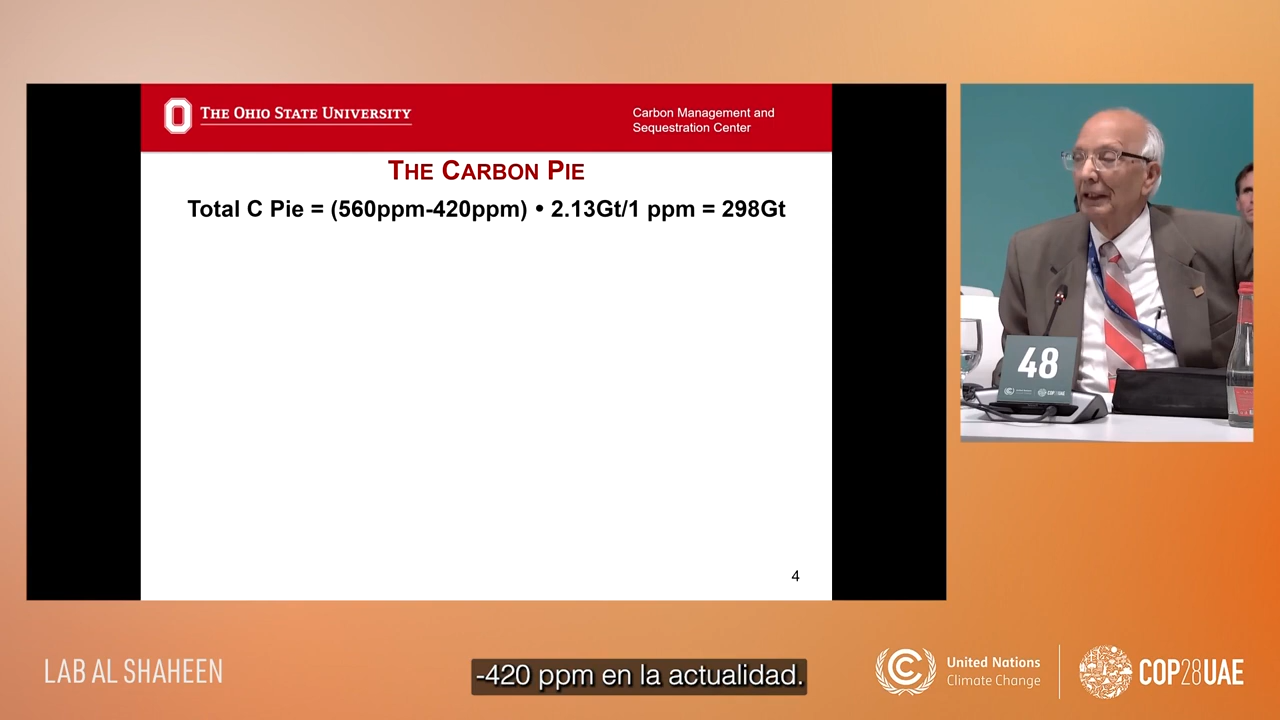 THE OHIO STATE UNIVERSITY
Carbon Management and
Sequestration Center
THE CARBON PIE
Total C Pie = (560ppm-420ppm) • 2.13Gt/1 ppm = 298Gt
4
48
LAB AL SHAHEEN
-420 ppm en la actualidad.
United Nations
Climate Change
COP28UAE